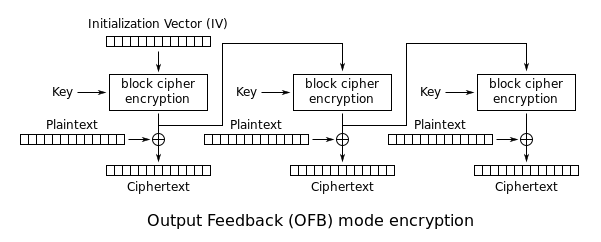 Initialization Vector (IV)
Key
block cipher
encryption
Key
block cipher
encryption
Key
block cipher
encryption
Plaintext
Plaintext
Plaintext
Ciphertext
Ciphertext
Ciphertext
Output Feedback (OFB) mode encryption